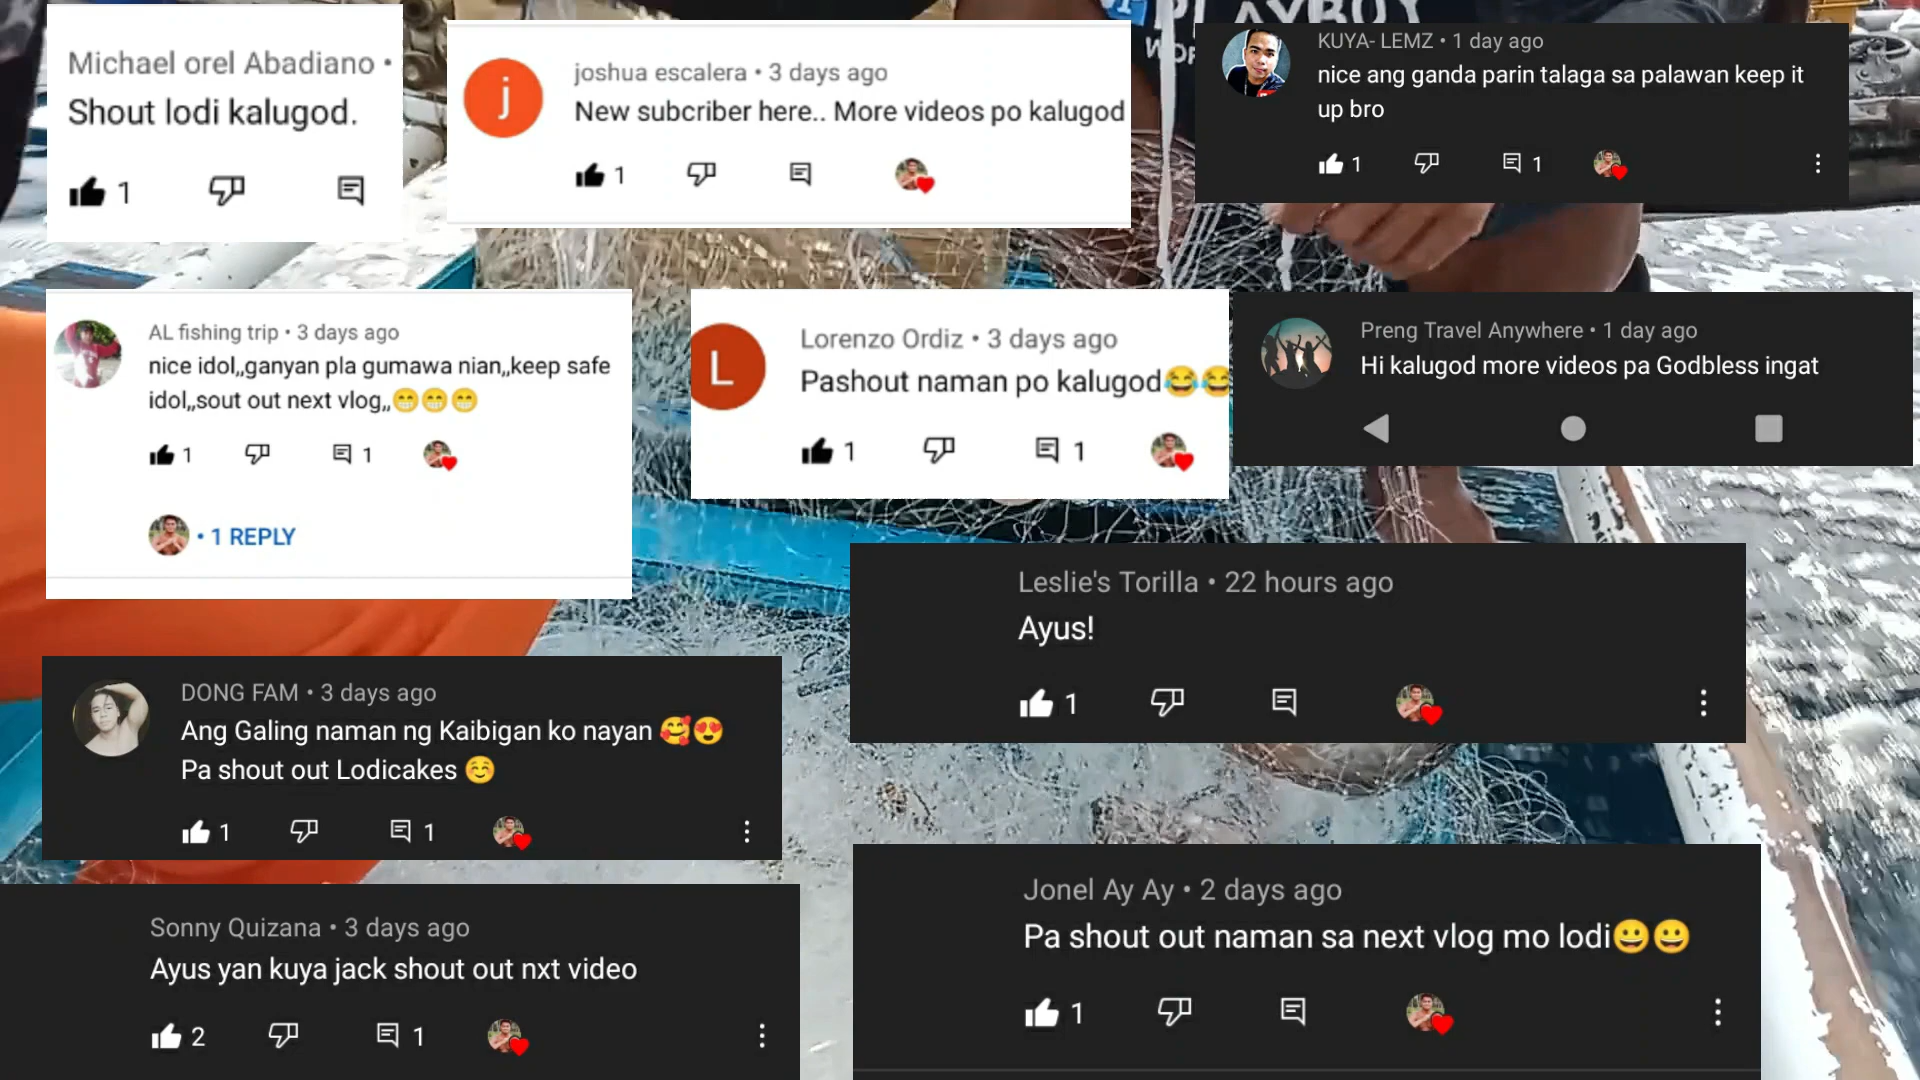 PLAYBOY
Michael orel Abadiano •
Shout lodi kalugod.
1
j
joshua escalera • 3 days ago
New subcriber here.. More videos po kalugod
1
KUYA- LEMZ • 1 day ago
nice ang ganda parin talaga sa palawan keep it
up bro
1 1
AL fishing trip • 3 days ago
nice idol,,ganyan pla gumawa nian,,keep safe
idol,,sout out next vlog,,😁😁😁
1 1
• 1 REPLY
L
Lorenzo Ordiz • 3 days ago
Pashout naman po kalugod😂😂
1 1
Preng Travel Anywhere • 1 day ago
Hi kalugod more videos pa Godbless ingat
Leslie's Torilla • 22 hours ago
Ayus!
1
DONG FAM • 3 days ago
Ang Galing naman ng Kaibigan ko nayan 🥰😍
Pa shout out Lodicakes ☺️
1 1
Sonny Quizana • 3 days ago
Ayus yan kuya jack shout out nxt video
2 1
Jonel Ay Ay • 2 days ago
Pa shout out naman sa next vlog mo lodi😀😀
1